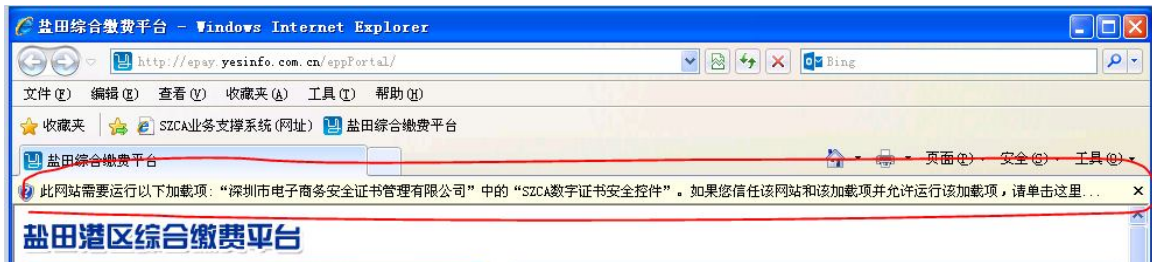 盐田综合缴费平台 - Windows Internet Explorer
http://epay.yesinfo.com.cn/eppPortal/ Bing
文件(F) 编辑(E) 查看(V) 收藏夹(A) 工具(T) 帮助(H)
收藏夹 SZCA业务支撑系统(网址) 盐田综合缴费平台
盐田综合缴费平台 页面(P) 安全(S) 工具(O)
此网站需要运行以下加载项:“深圳市电子商务安全证书管理有限公司”中的“SZCA数字证书安全控件”。如果您信任该网站和该加载项并允许运行该加载项,请单击这里...
盐田港区综合缴费平台